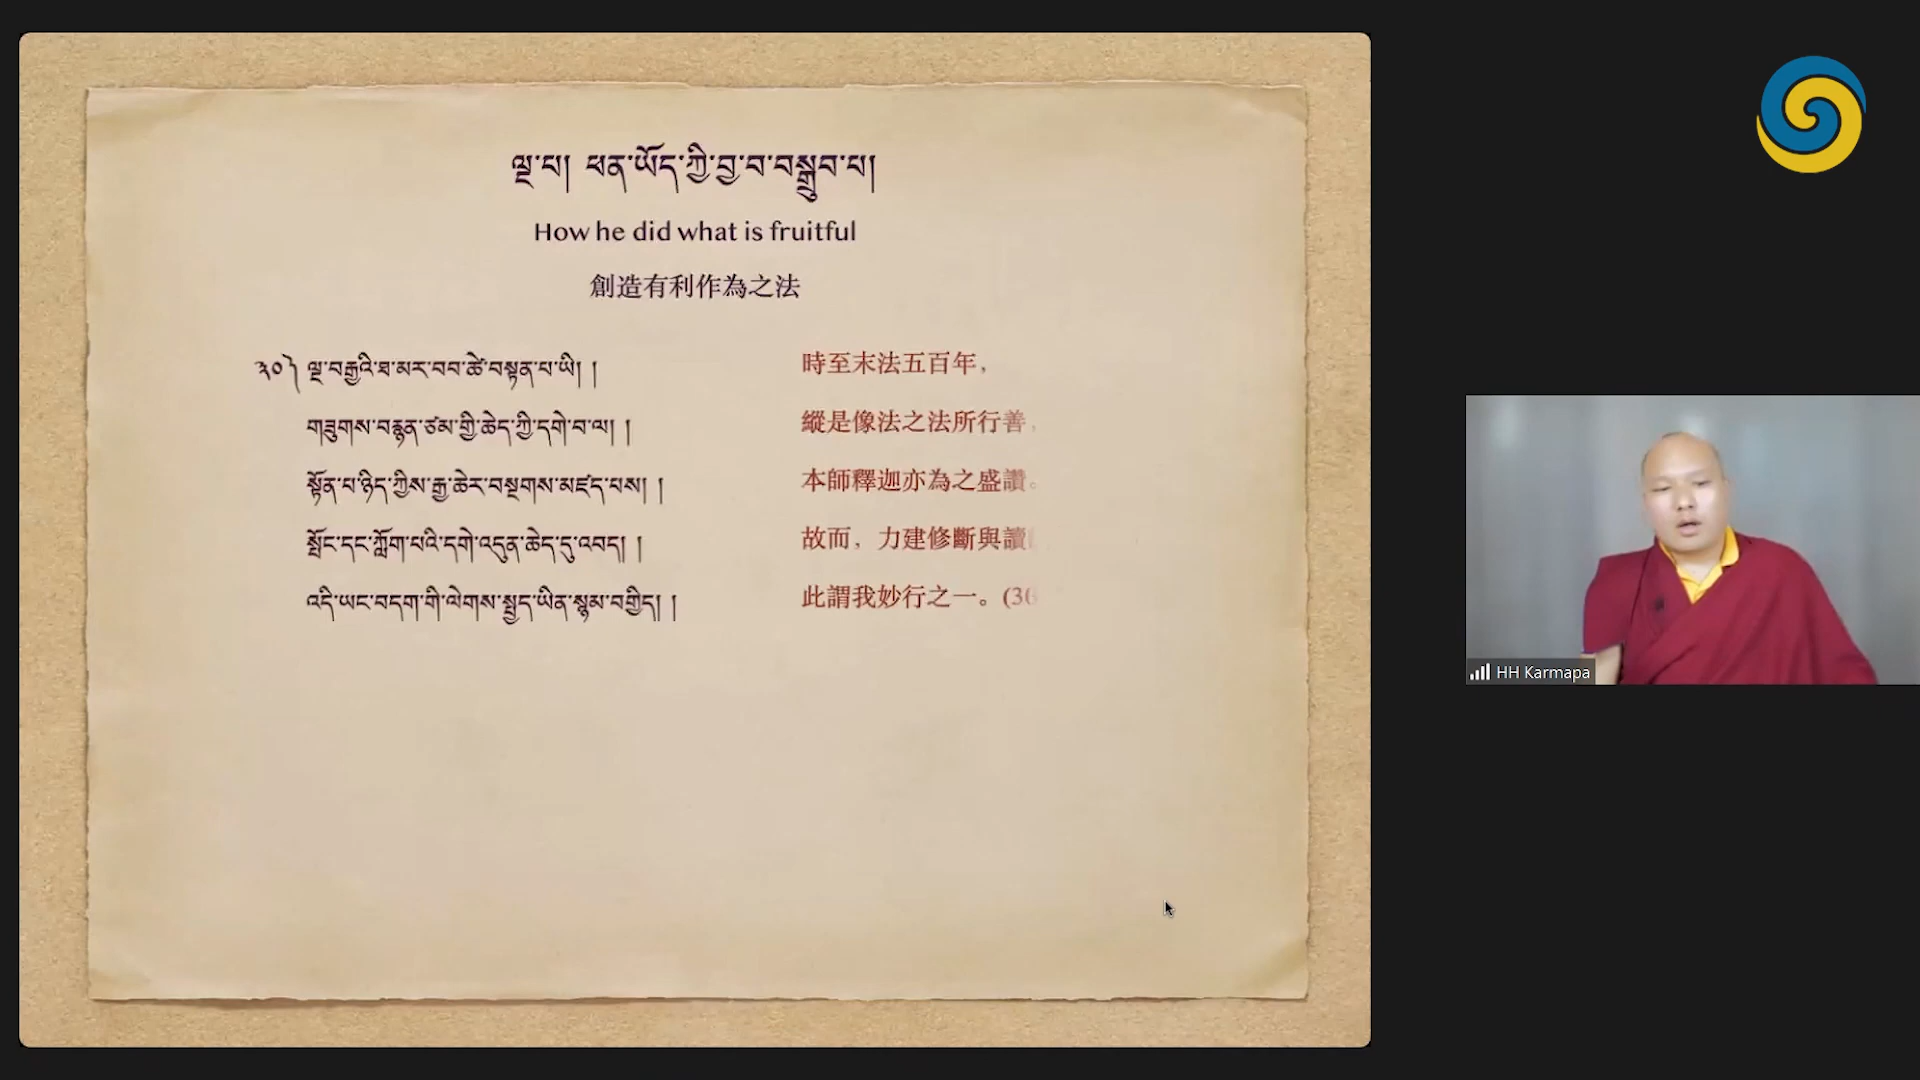 ལྔ་པ། ཕན་ཡོད་ཀྱི་བྱ་བ་བསྒྲུབ་པ།
How he did what is fruitful
創造有利作為之法
༣༠༽ ལྔ་བརྒྱའི་ཐ་མར་བབ་ཚེ་བསྟན་པ་ཡི། །
གཟུགས་བརྙན་ཙམ་གྱི་ཆེད་ཀྱི་དགེ་བ་ལ། །
སྟོན་པ་ཉིད་ཀྱིས་རྒྱ་ཆེར་བསྔགས་མཛད་པས། །
སྤོང་དང་ཀློག་པའི་དགེ་འདུན་ཆེད་དུ་འབད། །
འདི་ཡང་བདག་གི་ལེགས་སྤྱད་ཡིན་སྙམ་བགྱིད། །
時至末法五百年，
縱是像法之法所行善，
本師釋迦亦為之盛讚。
故而，力建修斷與讀
此謂我妙行之一。(30
HH Karmapa